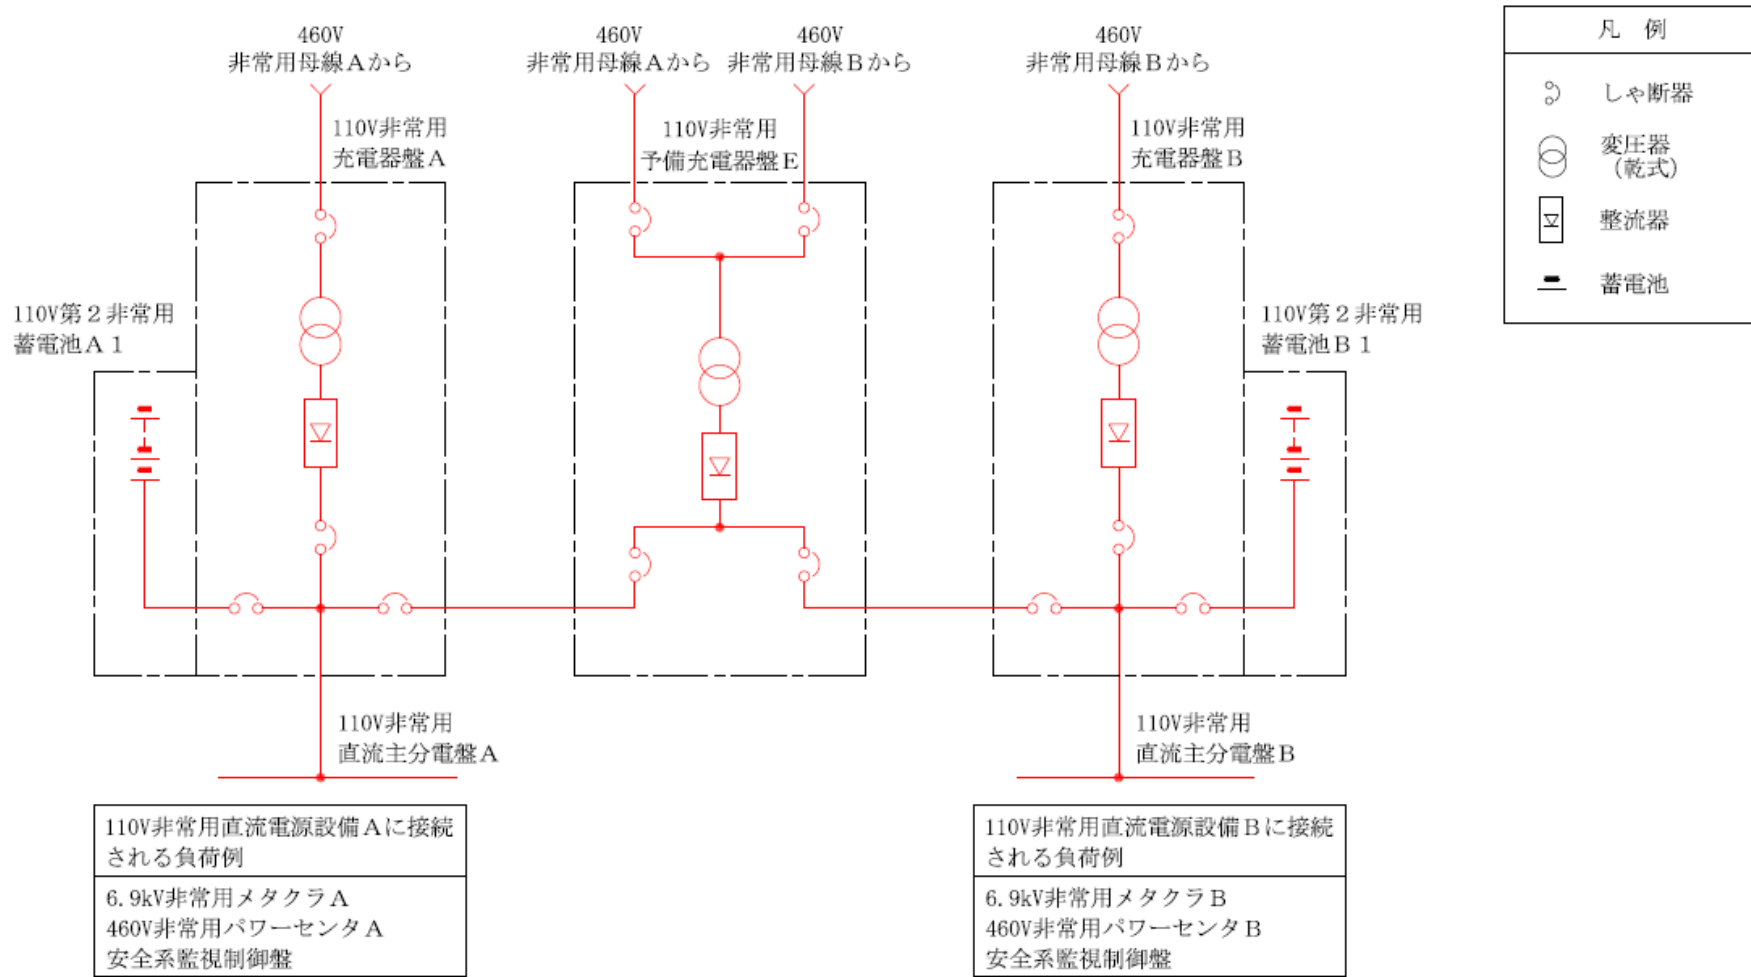 460V
非常用母線Aから
460V
非常用母線Aから
460V
非常用母線Bから
460V
非常用母線Bから
凡 例
しゃ断器
変圧器
(乾式)
整流器
蓄電池
110V非常用
充電器盤A
110V非常用
予備充電器盤E
110V非常用
充電器盤B
110V第2非常用
蓄電池A1
110V第2非常用
蓄電池B1
110V非常用
直流主分電盤A
110V非常用
直流主分電盤B
110V非常用直流電源設備Aに接続
される負荷例
6.9kV非常用メタクラA
460V非常用パワーセンタA
安全系監視制御盤
110V非常用直流電源設備Bに接続
される負荷例
6.9kV非常用メタクラB
460V非常用パワーセンタB
安全系監視制御盤